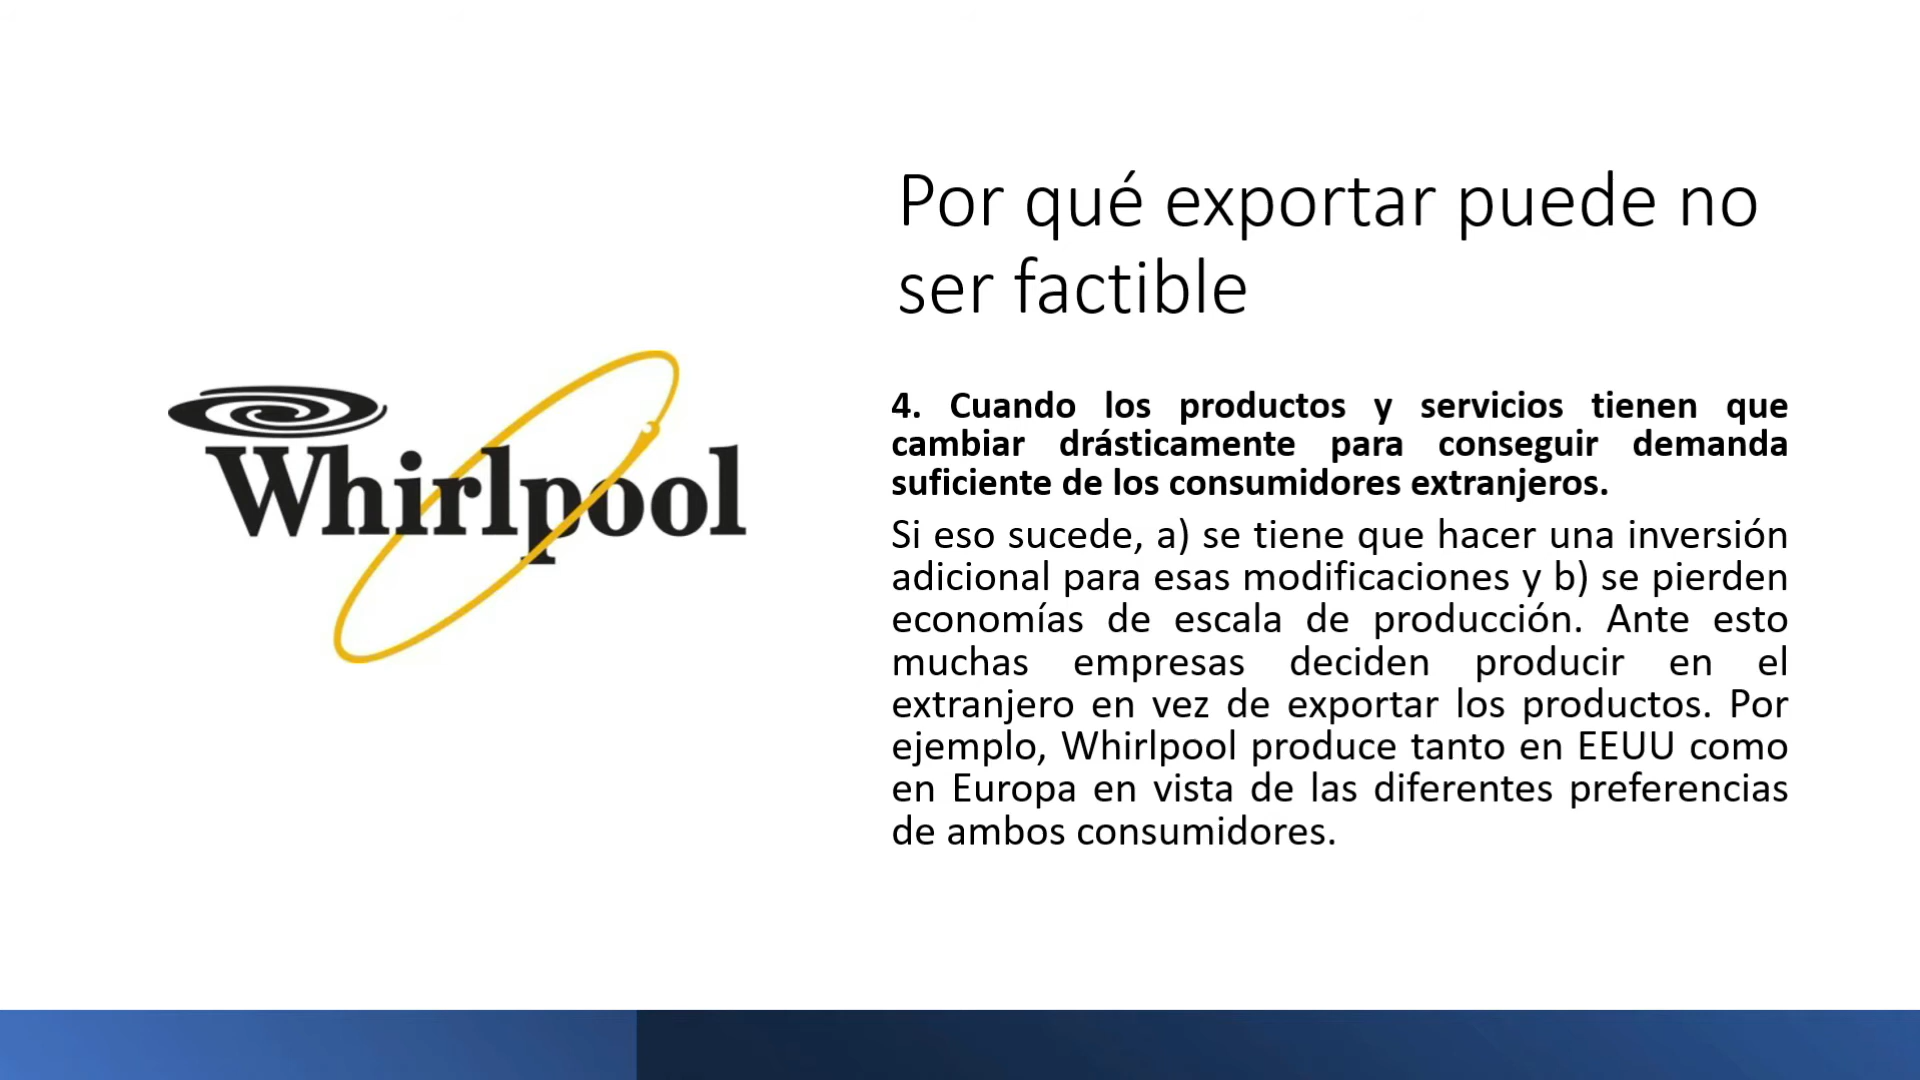 Whirlpool
Por qué exportar puede no
ser factible
4. Cuando los productos y servicios tienen que
cambiar drásticamente para conseguir demanda
suficiente de los consumidores extranjeros.
Si eso sucede, a) se tiene que hacer una inversión
adicional para esas modificaciones y b) se pierden
economías de escala de producción. Ante esto
muchas empresas deciden producir en el
extranjero en vez de exportar los productos. Por
ejemplo, Whirlpool produce tanto en EEUU como
en Europa en vista de las diferentes preferencias
de ambos consumidores.